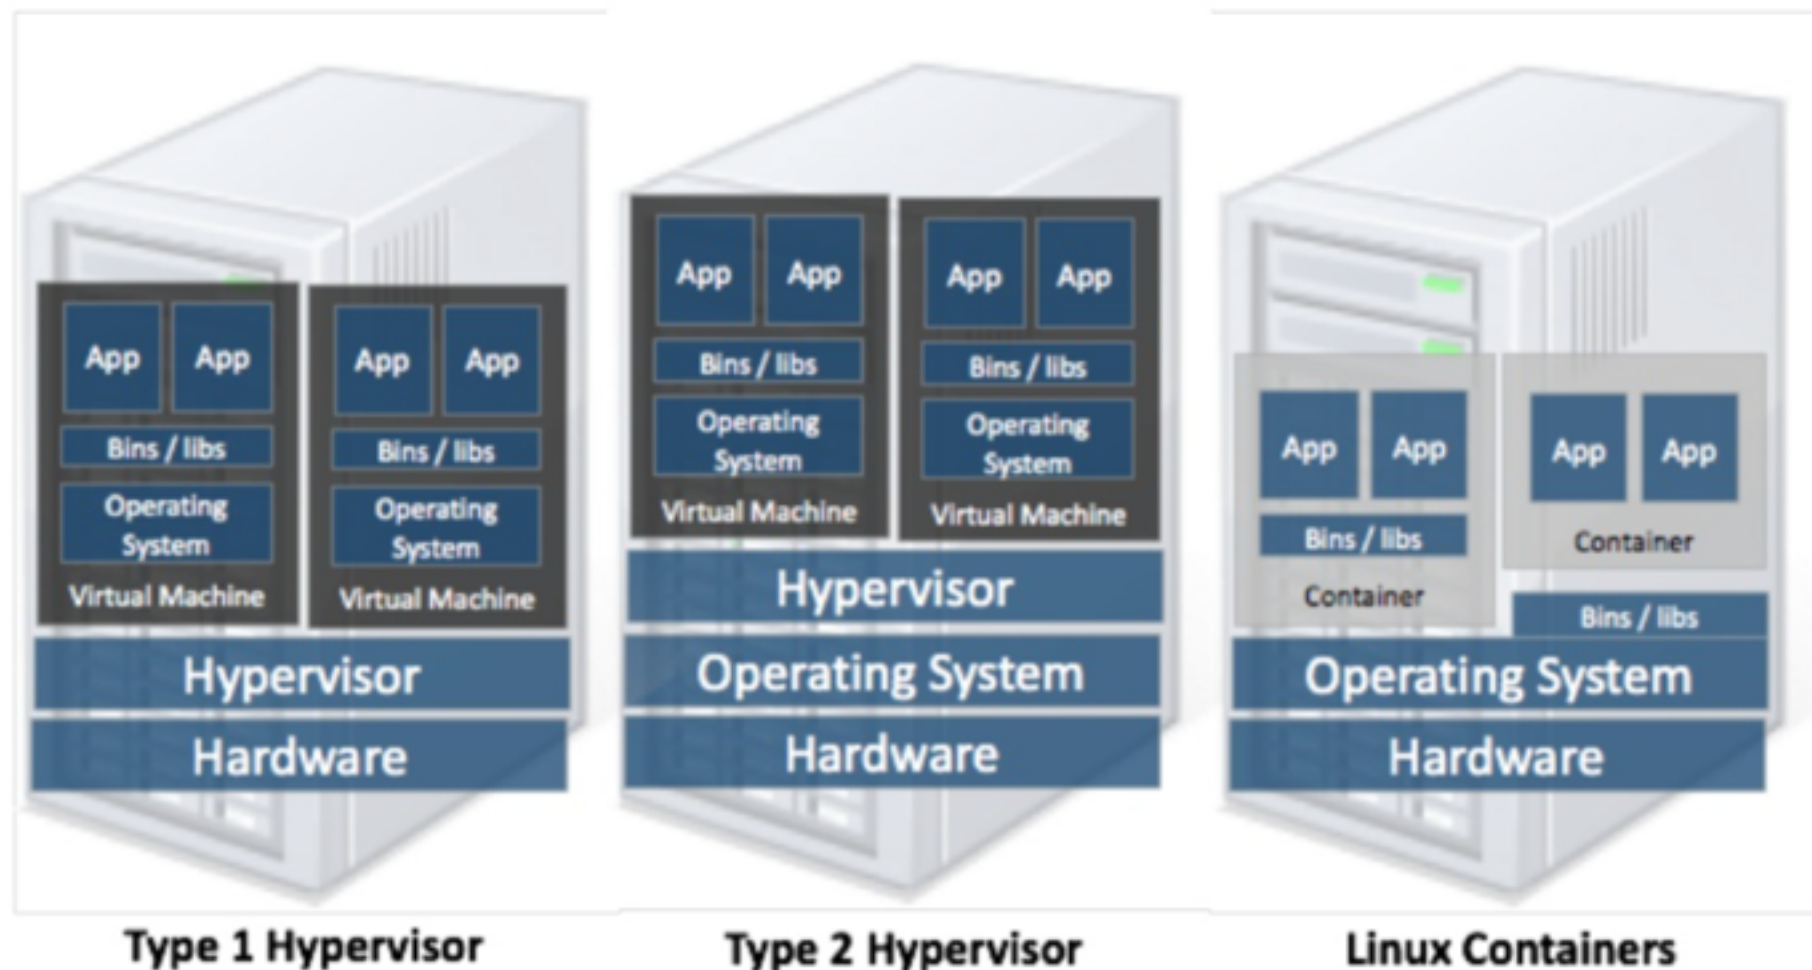 App App
Bins / libs
Operating
System
Virtual Machine
App App
Bins / libs
Operating
System
Virtual Machine
Hypervisor
Hardware
Type 1 Hypervisor
App App
Bins / libs
Operating
System
Virtual Machine
App App
Bins / libs
Operating
System
Virtual Machine
Hypervisor
Operating System
Hardware
Type 2 Hypervisor
App App
Bins / libs
Container
App App
Container
Bins / libs
Operating System
Hardware
Linux Containers